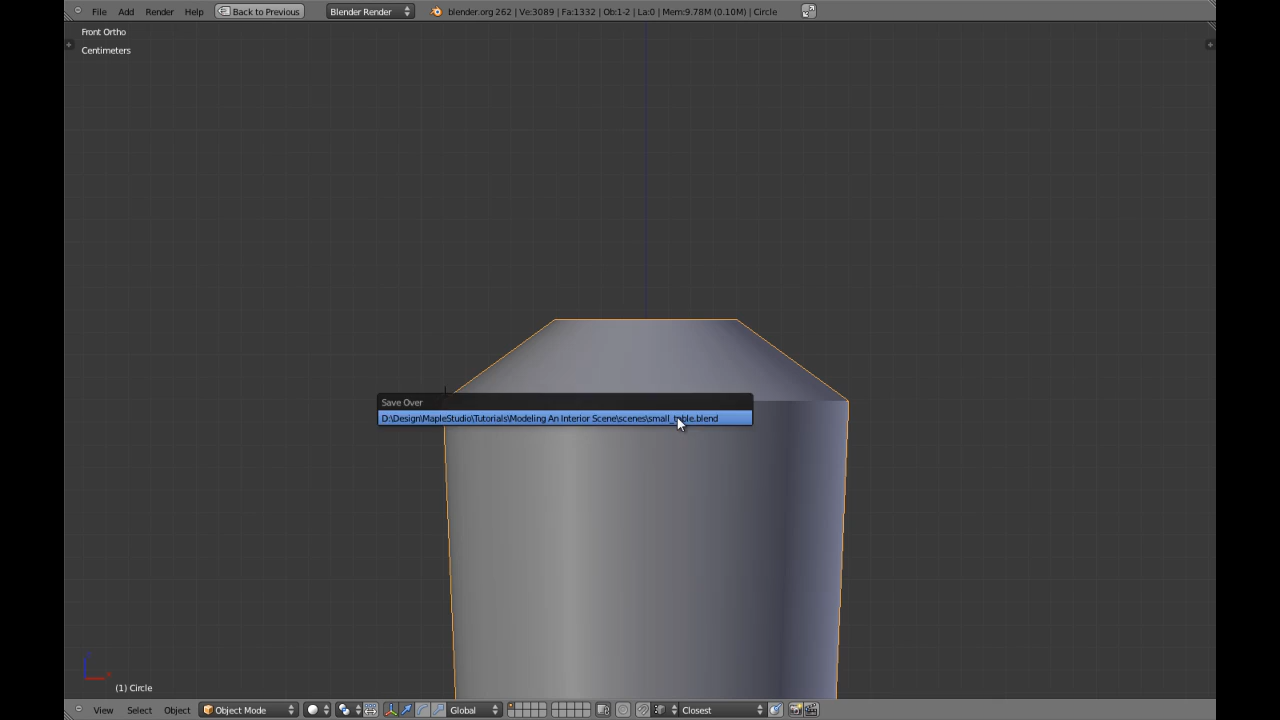 File Add Render Help Back to Previous Blender Render blender.org 262 | Ve:3089 | Fa:1332 | Ob:1-2 | La:0 | Mem:9.78M (0.10M) | Circle
Front Ortho
Centimeters
Save Over
D:\Design\MapleStudio\Tutorials\Modeling An Interior Scene\scenes\small_table.blend
(1) Circle
View Select Object Object Mode Global Closest